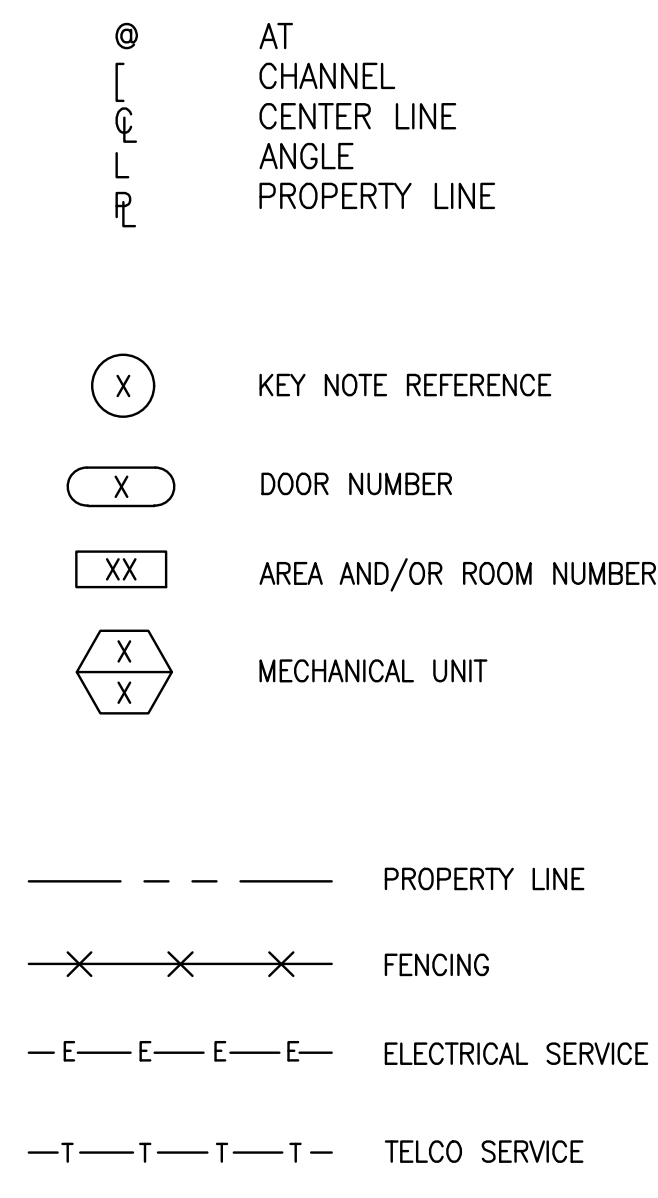 @ AT
[ CHANNEL
℄ CENTER LINE
L ANGLE
⅊ PROPERTY LINE
X KEY NOTE REFERENCE
X DOOR NUMBER
XX AREA AND/OR ROOM NUMBER
X
X
MECHANICAL UNIT
PROPERTY LINE
X X X FENCING
E E E E ELECTRICAL SERVICE
T T T T TELCO SERVICE